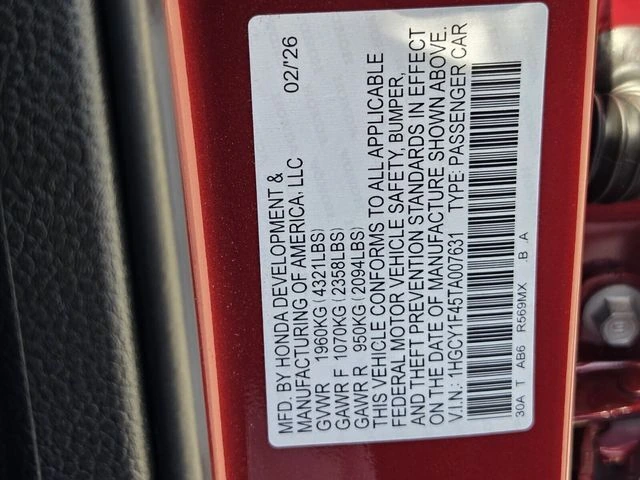 MFD. BY HONDA DEVELOPMENT & 02/'26
MANUFACTURING OF AMERICA, LLC
GVWR 1960KG (4321LBS)
GAWR F 1070KG (2358LBS)
GAWR R 950KG (2094LBS)
THIS VEHICLE CONFORMS TO ALL APPLICABLE
FEDERAL MOTOR VEHICLE SAFETY, BUMPER,
AND THEFT PREVENTION STANDARDS IN EFFECT
ON THE DATE OF MANUFACTURE SHOWN ABOVE.
V.I.N.: 1HGCY1F45TA007631 TYPE: PASSENGER CAR
30A T AB6 R569MX .B .A